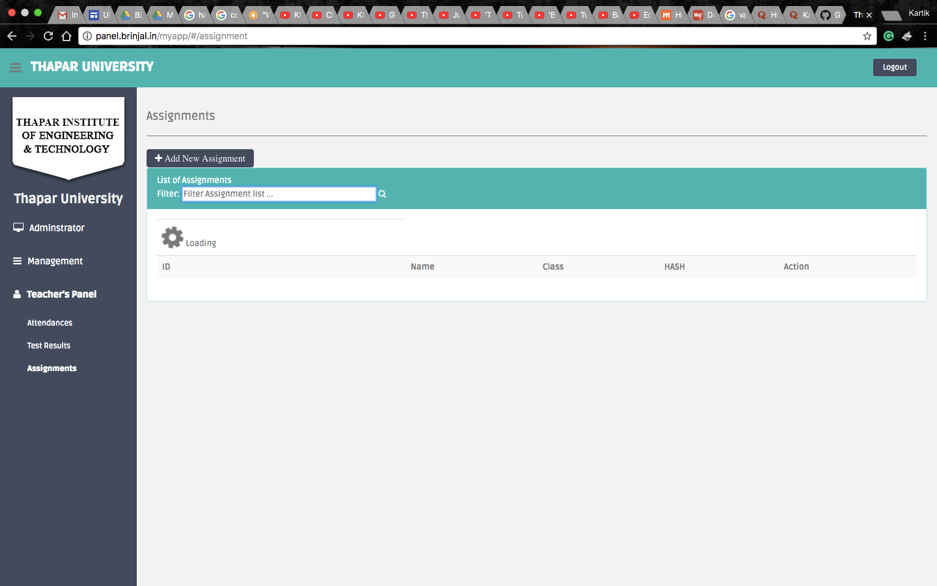 Kartik
panel.brinjal.in/myapp/#/assignment
THAPAR UNIVERSITY
Logout
THAPAR INSTITUTE
OF ENGINEERING
& TECHNOLOGY
Thapar University
Adminstrator
Management
Teacher's Panel
Attendances
Test Results
Assignments
Assignments
Add New Assignment
List of Assignments
Filter: Filter Assignment list ...
Loading
ID Name Class HASH Action